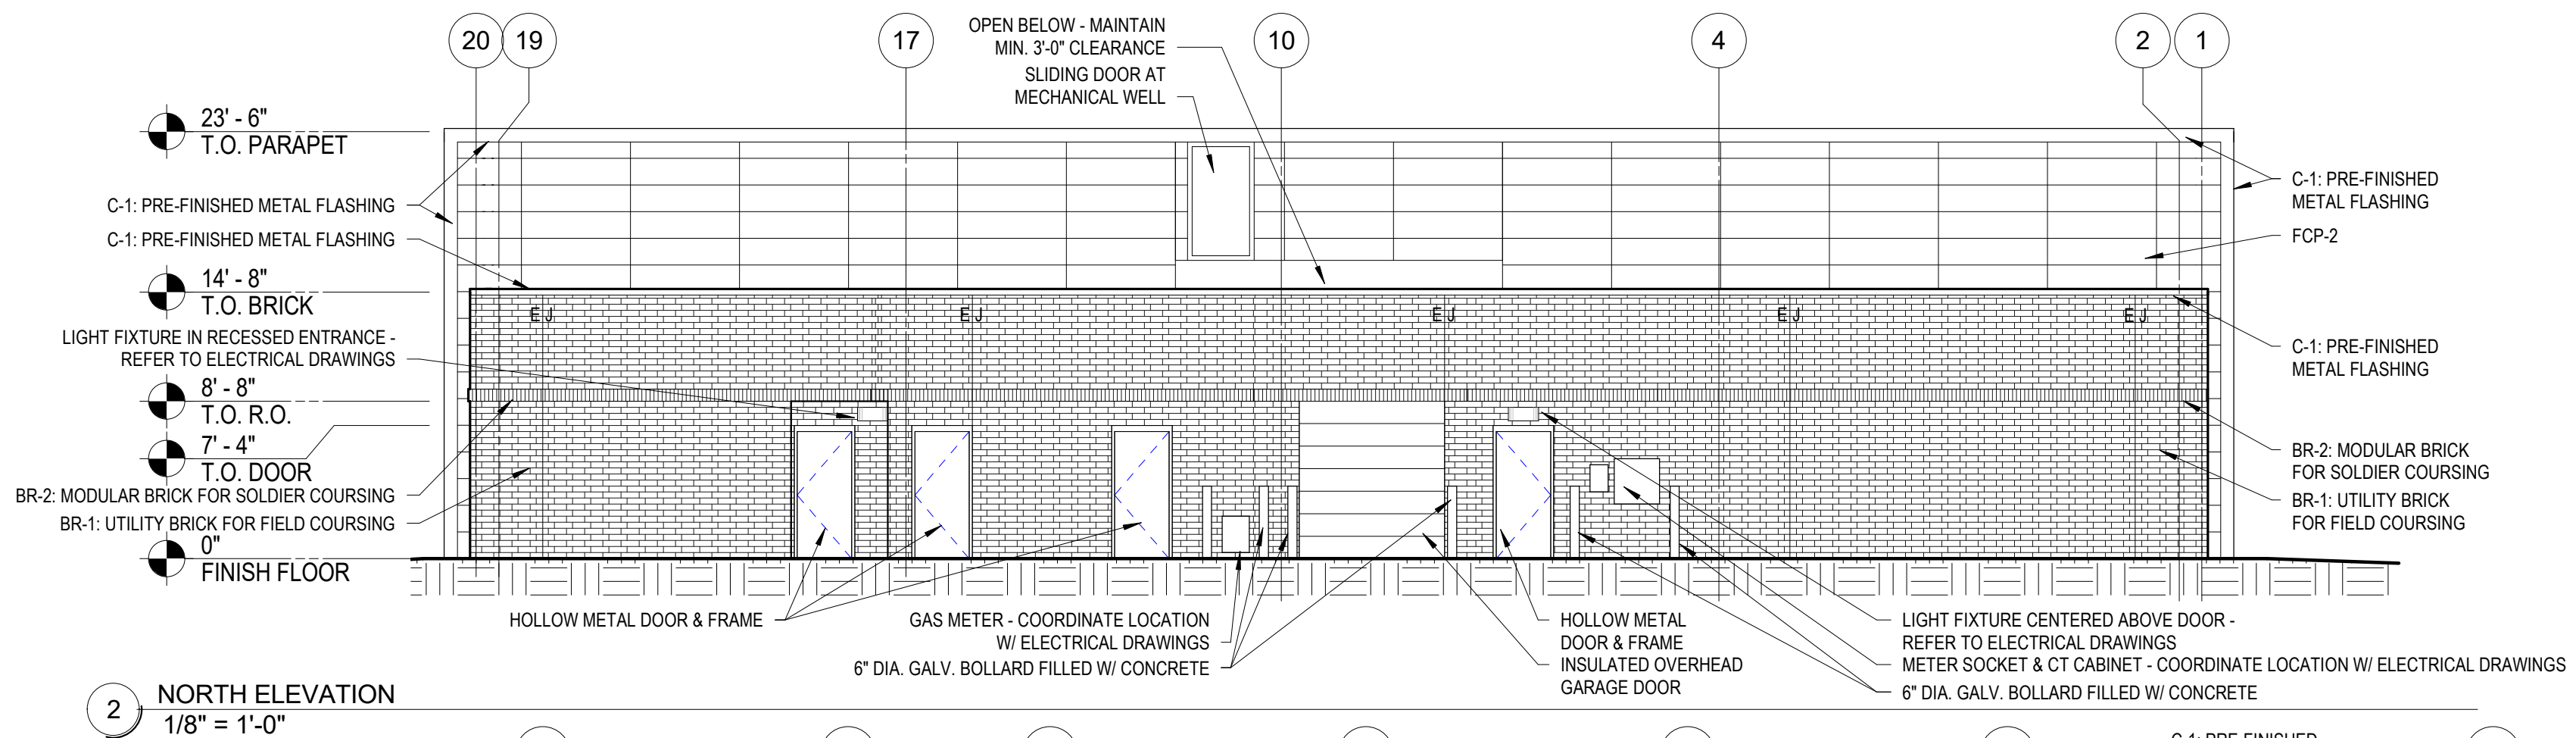 20 19 17 10 4 2 1
OPEN BELOW - MAINTAIN
MIN. 3'-0" CLEARANCE
SLIDING DOOR AT
MECHANICAL WELL
23' - 6"
T.O. PARAPET
C-1: PRE-FINISHED METAL FLASHING
C-1: PRE-FINISHED METAL FLASHING
14' - 8"
T.O. BRICK
LIGHT FIXTURE IN RECESSED ENTRANCE -
REFER TO ELECTRICAL DRAWINGS
8' - 8"
T.O. R.O.
7' - 4"
T.O. DOOR
BR-2: MODULAR BRICK FOR SOLDIER COURSING
BR-1: UTILITY BRICK FOR FIELD COURSING
0"
FINISH FLOOR
EJ EJ EJ EJ EJ
C-1: PRE-FINISHED
METAL FLASHING
FCP-2
C-1: PRE-FINISHED
METAL FLASHING
BR-2: MODULAR BRICK
FOR SOLDIER COURSING
BR-1: UTILITY BRICK
FOR FIELD COURSING
HOLLOW METAL DOOR & FRAME
GAS METER - COORDINATE LOCATION
W/ ELECTRICAL DRAWINGS
6" DIA. GALV. BOLLARD FILLED W/ CONCRETE
HOLLOW METAL
DOOR & FRAME
INSULATED OVERHEAD
GARAGE DOOR
LIGHT FIXTURE CENTERED ABOVE DOOR -
REFER TO ELECTRICAL DRAWINGS
METER SOCKET & CT CABINET - COORDINATE LOCATION W/ ELECTRICAL DRAWINGS
6" DIA. GALV. BOLLARD FILLED W/ CONCRETE
2 NORTH ELEVATION
1/8" = 1'-0"